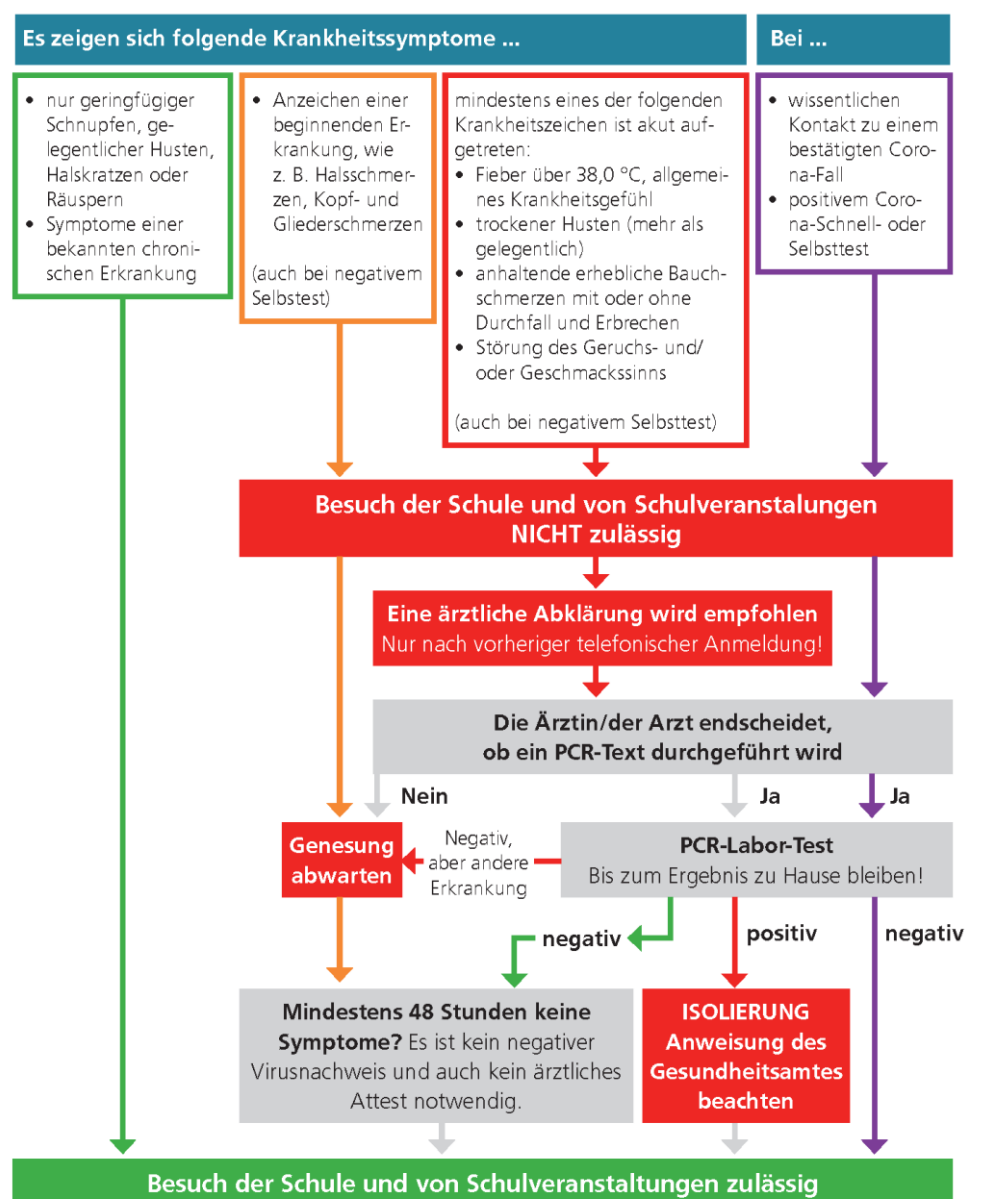 Es zeigen sich folgende Krankheitssymptome ...
Bei ...
• nur geringfügiger
Schnupfen, ge-
legentlicher Husten,
Halskratzen oder
Räuspern
• Symptome einer
bekannten chroni-
schen Erkrankung
• Anzeichen einer
beginnenden Er-
krankung, wie
z. B. Halsschmer-
zen, Kopf- und
Gliederschmerzen
(auch bei negativem
Selbstest)
mindestens eines der folgenden
Krankheitszeichen ist akut auf-
getreten:
• Fieber über 38,0 ºC, allgemei-
nes Krankheitsgefühl
• trockener Husten (mehr als
gelegentlich)
• anhaltende erhebliche Bauch-
schmerzen mit oder ohne
Durchfall und Erbrechen
• Störung des Geruchs- und/
oder Geschmackssinns
(auch bei negativem Selbsttest)
• wissentlichen
Kontakt zu einem
bestätigten Coro-
na-Fall
• positivem Coro-
na-Schnell- oder
Selbsttest
Besuch der Schule und von Schulveranstalungen
NICHT zulässig
Eine ärztliche Abklärung wird empfohlen
Nur nach vorheriger telefonischer Anmeldung!
Die Ärztin/der Arzt endscheidet,
ob ein PCR-Text durchgeführt wird
Nein
Ja
Ja
Genesung
abwarten
Negativ,
aber andere
Erkrankung
PCR-Labor-Test
Bis zum Ergebnis zu Hause bleiben!
negativ
positiv
negativ
Mindestens 48 Stunden keine
Symptome? Es ist kein negativer
Virusnachweis und auch kein ärztliches
Attest notwendig.
ISOLIERUNG
Anweisung des
Gesundheitsamtes
beachten
Besuch der Schule und von Schulveranstaltungen zulässig